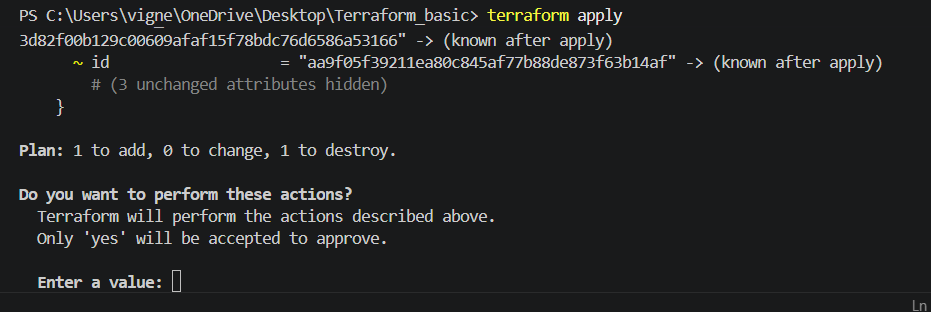 PS C:\Users\vigne\OneDrive\Desktop\Terraform_basic> terraform apply
3d82f00b129c00609afaf15f78bdc76d6586a53166" -> (known after apply)
~ id = "aa9f05f39211ea80c845af77b88de873f63b14af" -> (known after apply)
# (3 unchanged attributes hidden)
}
Plan: 1 to add, 0 to change, 1 to destroy.
Do you want to perform these actions?
Terraform will perform the actions described above.
Only 'yes' will be accepted to approve.
Enter a value:
Ln